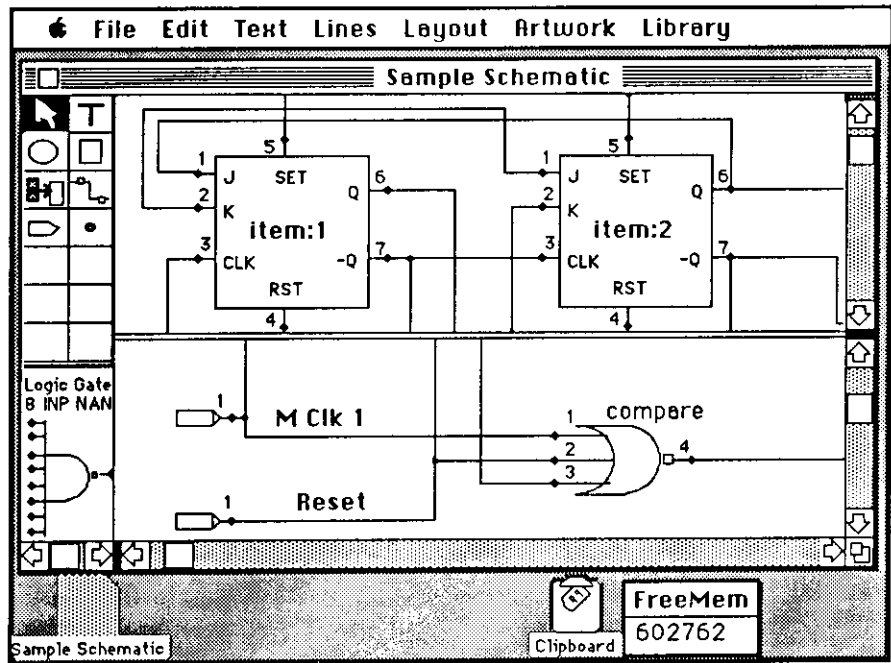 File Edit Text Lines Layout Artwork Library
Sample Schematic
T
5
5
1
J
SET
6
Q
2
K
item:1
3
CLK
7
-Q
RST
4
1
J
SET
6
Q
2
K
item:2
3
CLK
7
-Q
RST
4
Logic Gate
8 INP NAN
1
M Clk 1
1
Reset
compare
1
2
3
4
Sample Schematic
Clipboard
FreeMem
602762